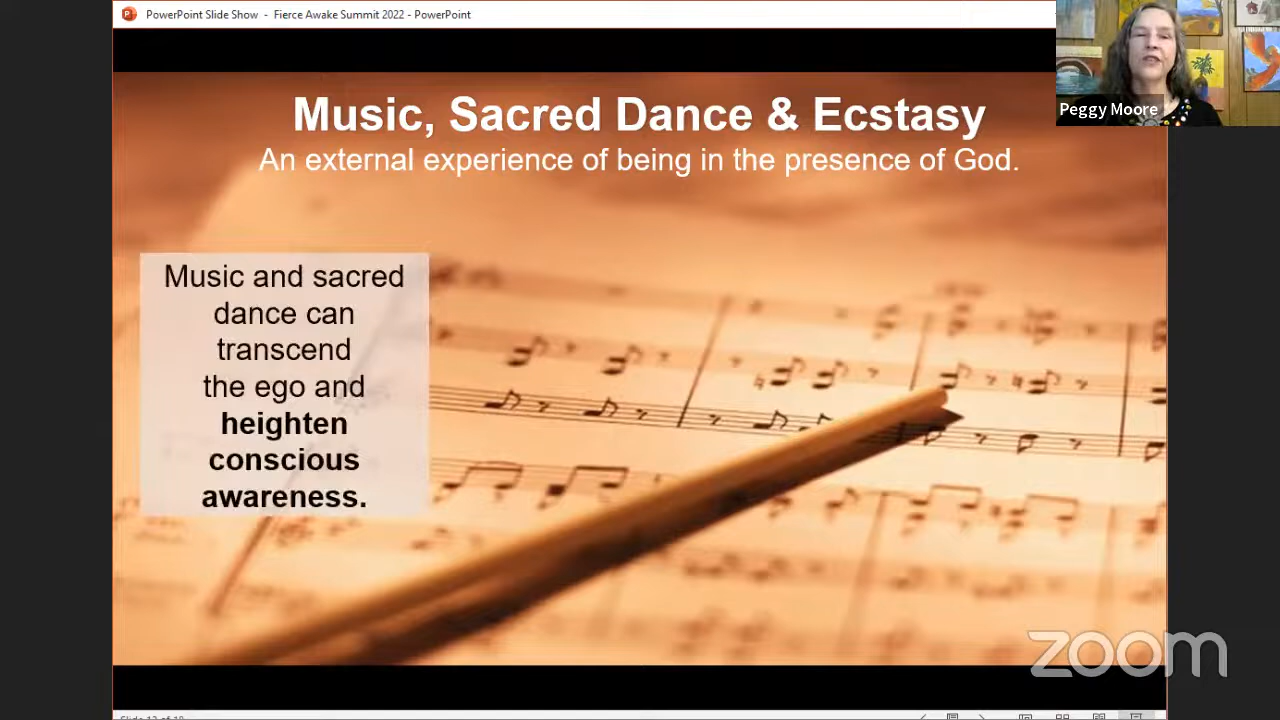 PowerPoint Slide Show - Fierce Awake Summit 2022 - PowerPoint
Peggy Moore
Music, Sacred Dance & Ecstasy
An external experience of being in the presence of God.
Music and sacred
dance can
transcend
the ego and
heighten
conscious
awareness.
zoom